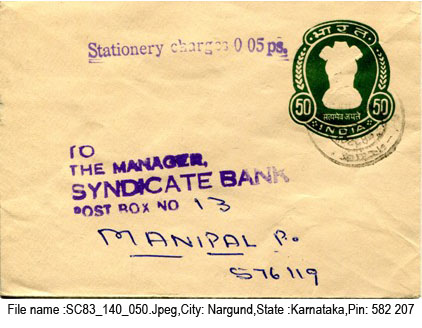 Stationery charges 0 05 ps.
भारत
50 50
सत्यमेव जयते
INDIA
TO
THE MANAGER,
SYNDICATE BANK
POST BOX NO 13
MANIPAL P.O.
576119
File name :SC83_140_050.Jpeg,City: Nargund,State :Karnataka,Pin: 582 207